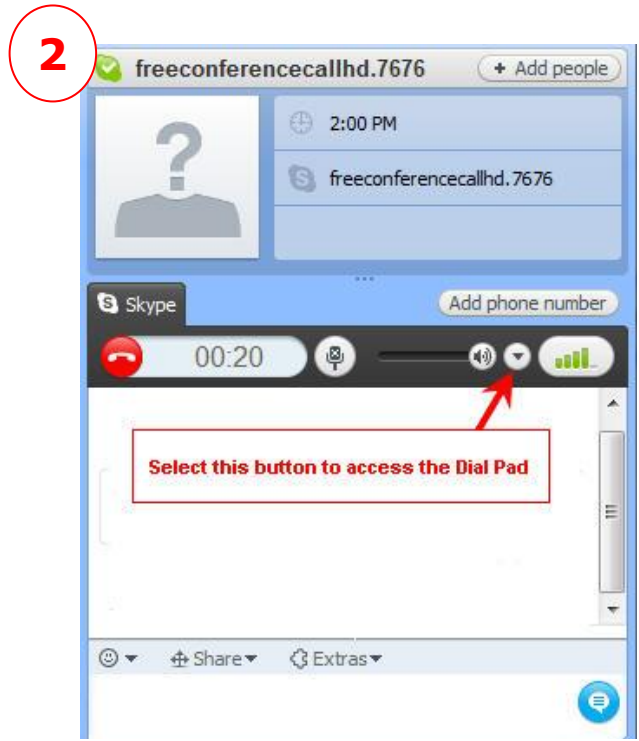 2
freeconferencecallhd.7676
+ Add people
?
2:00 PM
freeconferencecallhd.7676
Skype
Add phone number
00:20
Select this button to access the Dial Pad
Share
Extras